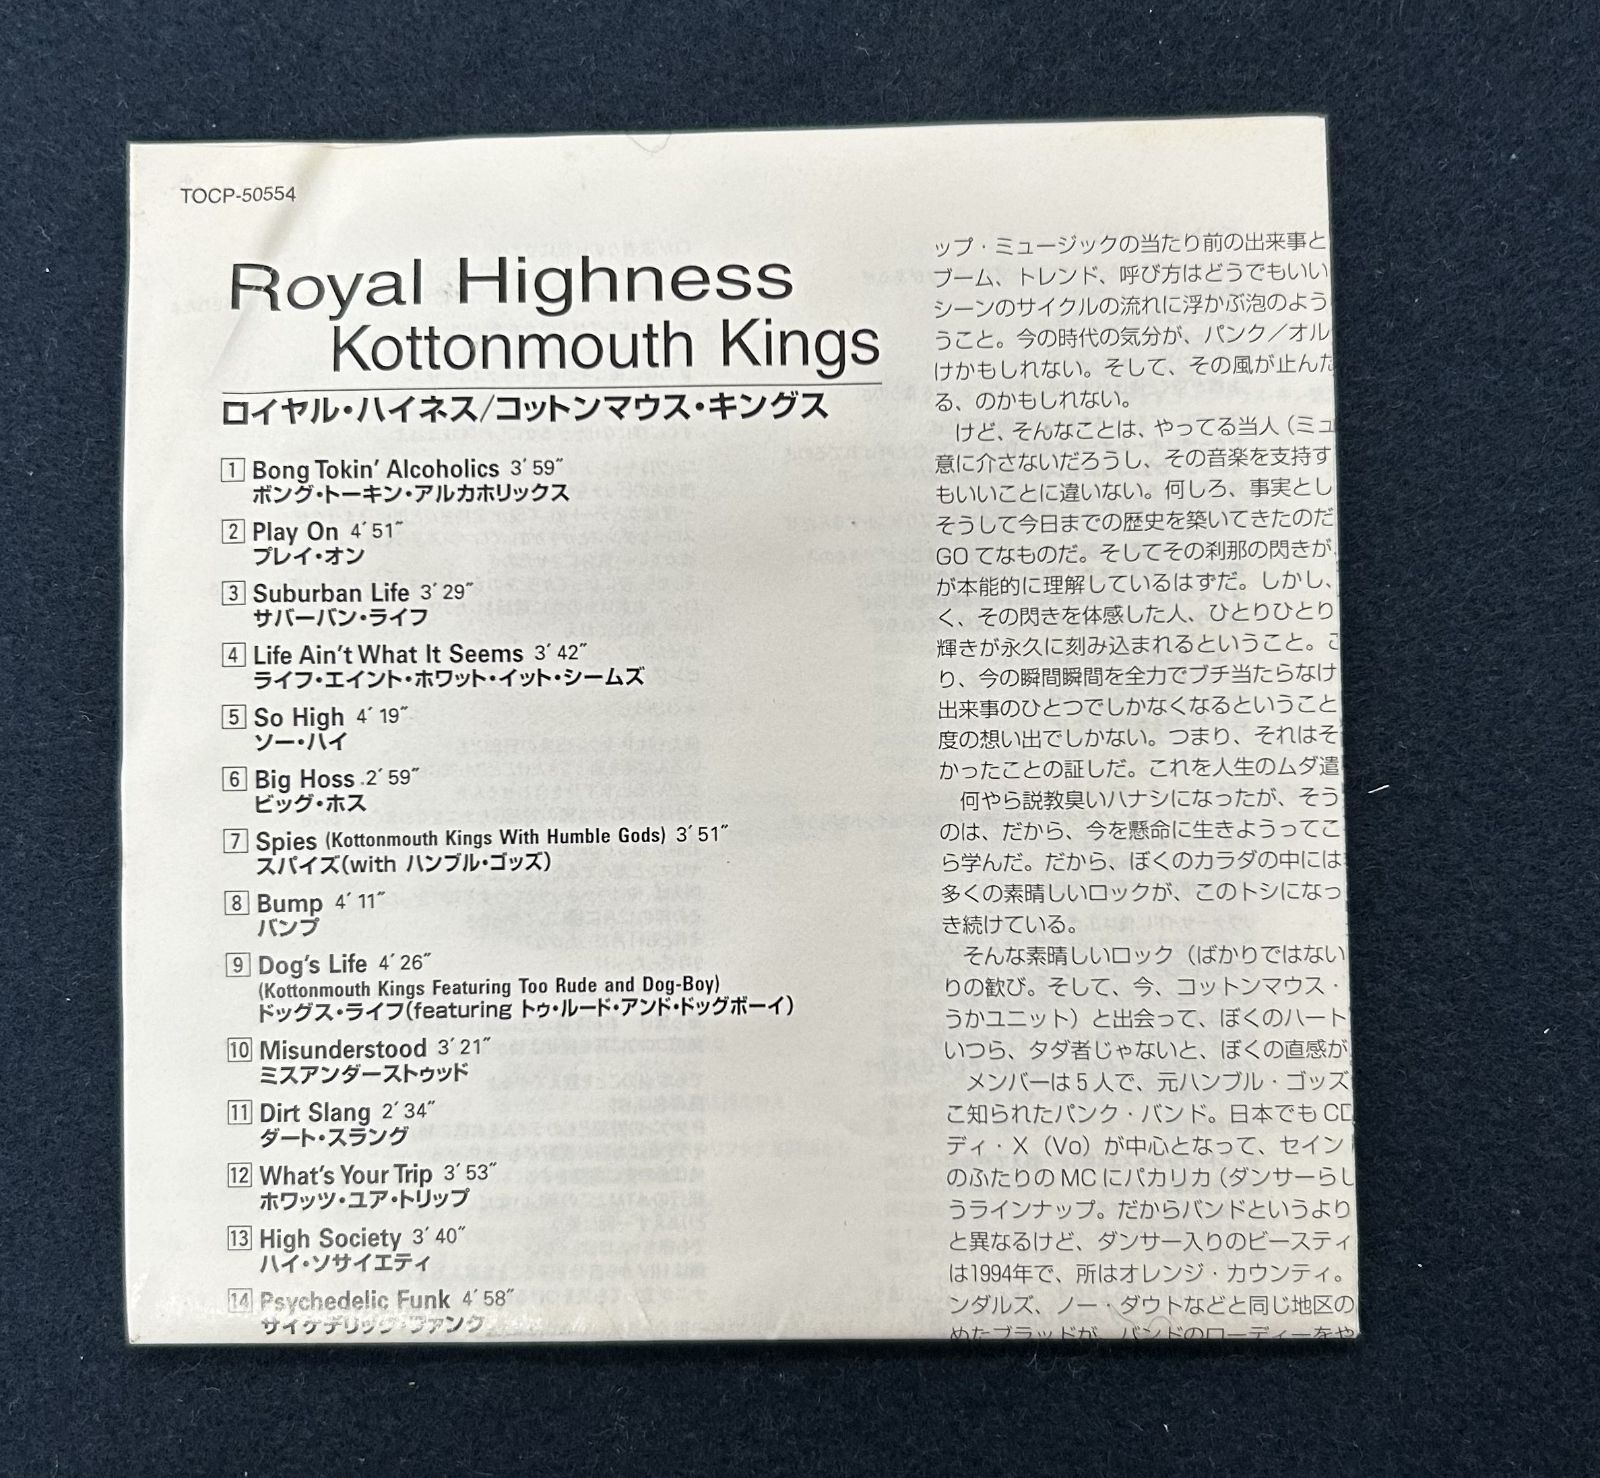 TOCP-50554
Royal Highness
Kottonmouth Kings
ロイヤル・ハイネス/コットンマウス・キングス
1 Bong Tokin' Alcoholics 3′59″
ボング・トーキン・アルカホリックス
2 Play On 4′51″
プレイ・オン
3 Suburban Life 3′29″
サバーバン・ライフ
4 Life Ain't What It Seems 3′42″
ライフ・エイント・ホワット・イット・シームズ
5 So High 4′19″
ソー・ハイ
6 Big Hoss 2′59″
ビッグ・ホス
7 Spies (Kottonmouth Kings With Humble Gods) 3′51″
スパイズ(with ハンブル・ゴッズ)
8 Bump 4′11″
バンプ
9 Dog's Life 4′26″
(Kottonmouth Kings Featuring Too Rude and Dog-Boy)
ドッグス・ライフ(featuring トゥ・ルード・アンド・ドッグボーイ)
10 Misunderstood 3′21″
ミスアンダーストゥッド
11 Dirt Slang 2′34″
ダート・スラング
12 What's Your Trip 3′53″
ホワッツ・ユア・トリップ
13 High Society 3′40″
ハイ・ソサイエティ
14 Psychedelic Funk 4′58″
サイケデリック・ファンク
ップ・ミュージックの当たり前の出来事と
ブーム、トレンド、呼び方はどうでもいい
シーンのサイクルの流れに浮かぶ泡のよう
うこと。今の時代の気分が、パンク／オル
けかもしれない。そして、その風が止んだ
る、のかもしれない。
けど、そんなことは、やってる当人（ミュ
意に介さないだろうし、その音楽を支持す
もいいことに違いない。何しろ、事実とし
そうして今日までの歴史を築いてきたのだ
GOてなものだ。そしてその刹那の閃きが、
が本能的に理解しているはずだ。しかし、
く、その閃きを体感した人、ひとりひとり
輝きが永久に刻み込まれるということ。こ
り、今の瞬間瞬間を全力でブチ当たらなけ
出来事のひとつでしかなくなるということ
度の想い出でしかない。つまり、それはそ
かったことの証しだ。これを人生のムダ遣
何やら説教臭いハナシになったが、そう
のは、だから、今を懸命に生きようってこ
ら学んだ。だから、ぼくのカラダの中には
多くの素晴しいロックが、このトシになっ
き続けている。
そんな素晴しいロック（ばかりではない
りの歓び。そして、今、コットンマウス・
うかユニット）と出会って、ぼくのハート
いつら、タダ者じゃないと、ぼくの直感が
メンバーは5人で、元ハンブル・ゴッズ
こ知られたパンク・バンド。日本でもCD
ディ・X（Vo）が中心となって、セイン
のふたりのMCにパカリカ（ダンサーらし
うラインナップ。だからバンドというより
と異なるけど、ダンサー入りのビースティ
は1994年で、所はオレンジ・カウンティ。
ンダルズ、ノー・ダウトなどと同じ地区の
めたブラッドが、バンドのローディーをや